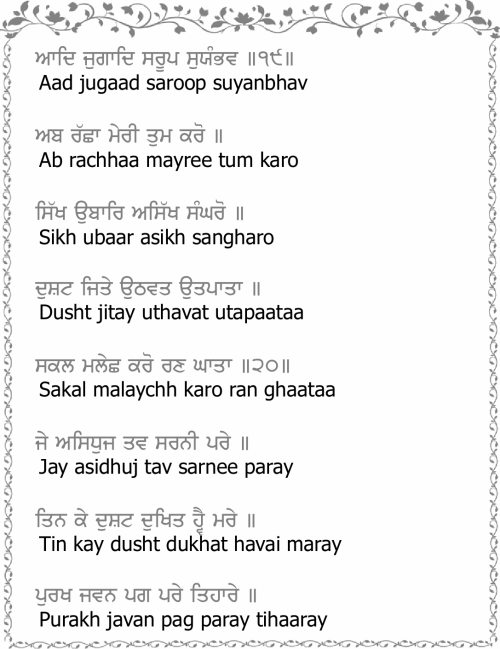 ਆਦਿ ਜੁਗਾਦਿ ਸਰੂਪ ਸੁਯੰਭਵ ॥੧੯॥
Aad jugaad saroop suyanbhav
ਅਬ ਰੱਛਾ ਮੇਰੀ ਤੁਮ ਕਰੋ ॥
Ab rachhaa mayree tum karo
ਸਿੱਖ ਉਬਾਰਿ ਅਸਿੱਖ ਸੰਘਰੋ ॥
Sikh ubaar asikh sangharo
ਦੁਸ਼ਟ ਜਿਤੇ ਉਠਵਤ ਉਤਪਾਤਾ ॥
Dusht jitay uthavat utapaataa
ਸਕਲ ਮਲੇਛ ਕਰੋ ਰਣ ਘਾਤਾ ॥੨੦॥
Sakal malaychh karo ran ghaataa
ਜੇ ਅਸਿਧੁਜ ਤਵ ਸਰਨੀ ਪਰੇ ॥
Jay asidhuj tav sarnee paray
ਤਿਨ ਕੇ ਦੁਸ਼ਟ ਦੁਖਿਤ ਹ੍ਵੈ ਮਰੇ ॥
Tin kay dusht dukhat havai maray
ਪੁਰਖ ਜਵਨ ਪਗ ਪਰੇ ਤਿਹਾਰੇ ॥
Purakh javan pag paray tihaaray